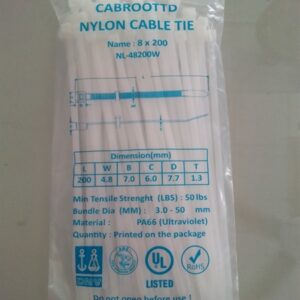 CABROOTTD
NYLON CABLE TIE
Name : 8 x 200
NL-48200W
Dimension(mm)
L W B C D T
200 4.8 7.0 6.0 7.7 1.3
Min Tensile Strenght (LBS) : 50 lbs
Bundle Dia (MM) : 3.0 - 50 mm
Material : PA66 (Ultraviolet)
Quantity : Printed on the package
DNV
UL
RoHS
LISTED
Do not open before use !